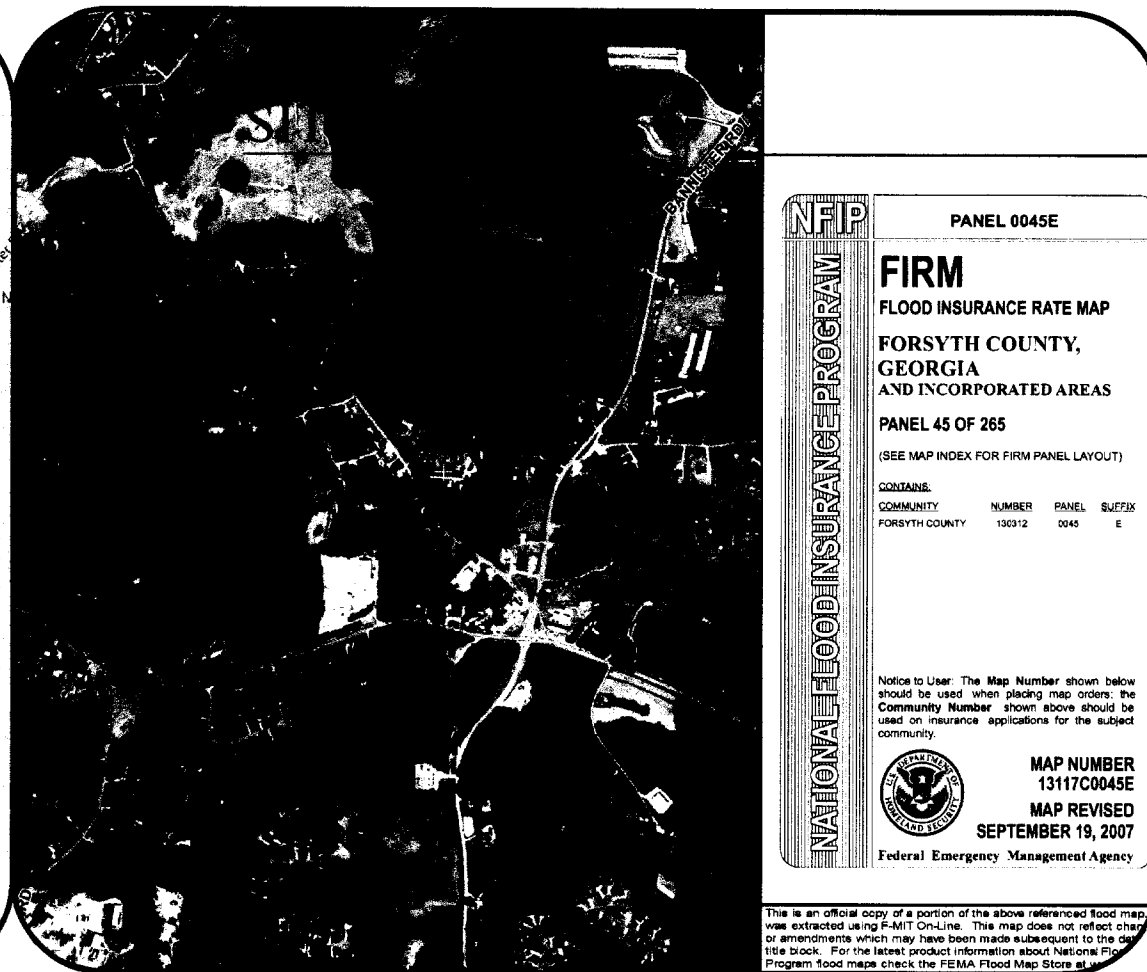 BANNISTER RD
NFIP
NATIONAL FLOOD INSURANCE PROGRAM
PANEL 0045E
FIRM
FLOOD INSURANCE RATE MAP
FORSYTH COUNTY,
GEORGIA
AND INCORPORATED AREAS
PANEL 45 OF 265
(SEE MAP INDEX FOR FIRM PANEL LAYOUT)
CONTAINS:
COMMUNITY NUMBER PANEL SUFFIX
FORSYTH COUNTY 130312 0045 E
Notice to User: The Map Number shown below
should be used when placing map orders; the
Community Number shown above should be
used on insurance applications for the subject
community.
U.S. DEPARTMENT OF HOMELAND SECURITY
MAP NUMBER
13117C0045E
MAP REVISED
SEPTEMBER 19, 2007
Federal Emergency Management Agency
This is an official copy of a portion of the above referenced flood map.
was extracted using F-MIT On-Line. This map does not reflect
or amendments which may have been made subsequent to the
title block. For the latest product information about National
Program flood maps check the FEMA Flood Map Store at